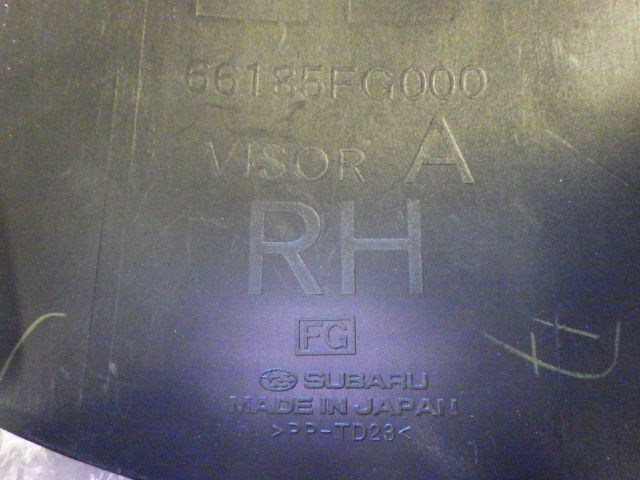 66185FG000
VISOR A
RH
FG
SUBARU
MADE IN JAPAN
>PP-TD23<